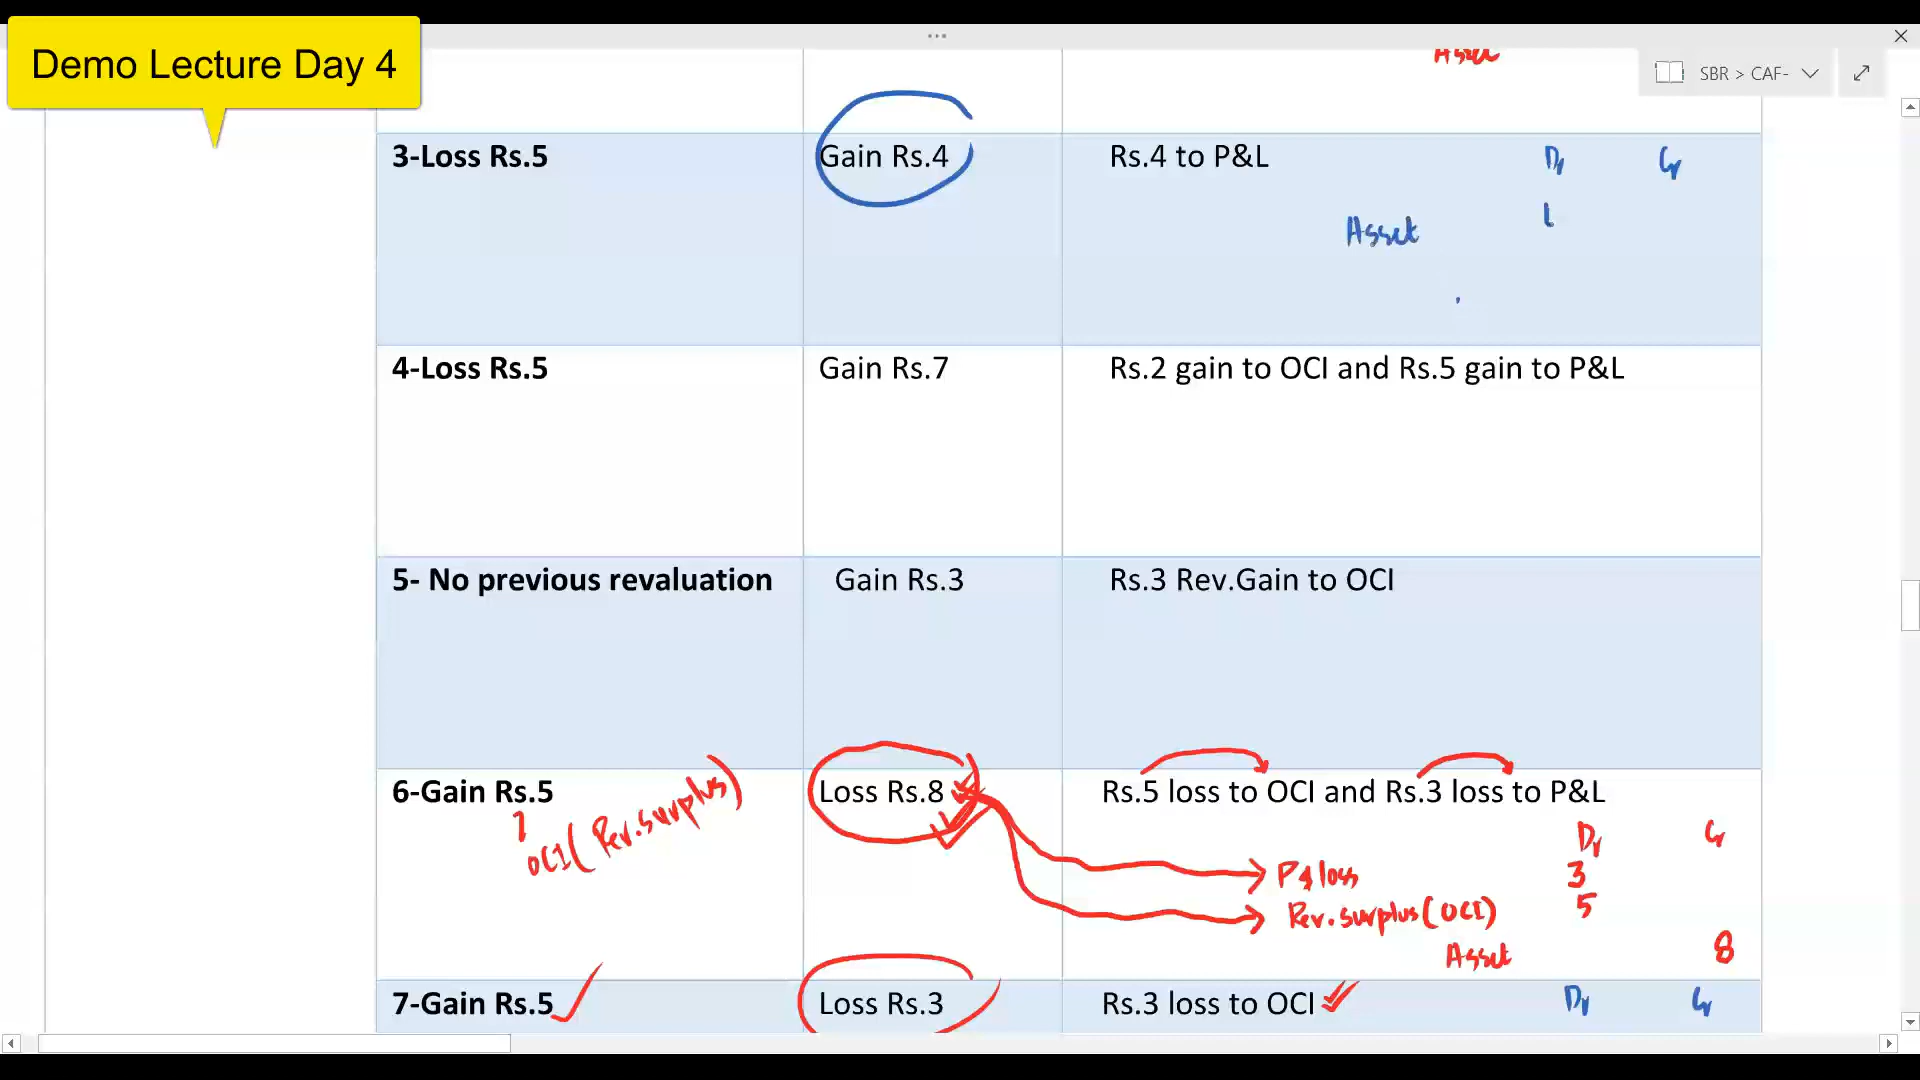 Demo Lecture Day 4
SBR > CAF-
Asset
3-Loss Rs.5 Gain Rs.4 Rs.4 to P&L Dr Cr
Asset
4-Loss Rs.5 Gain Rs.7 Rs.2 gain to OCI and Rs.5 gain to P&L
5- No previous revaluation Gain Rs.3 Rs.3 Rev.Gain to OCI
6-Gain Rs.5 Loss Rs.8 Rs.5 loss to OCI and Rs.3 loss to P&L
OCI (Rev.surplus)
Dr Cr
P & loss 3
Rev.surplus (OCI) 5
Asset 8
7-Gain Rs.5 Loss Rs.3 Rs.3 loss to OCI Dr Cr